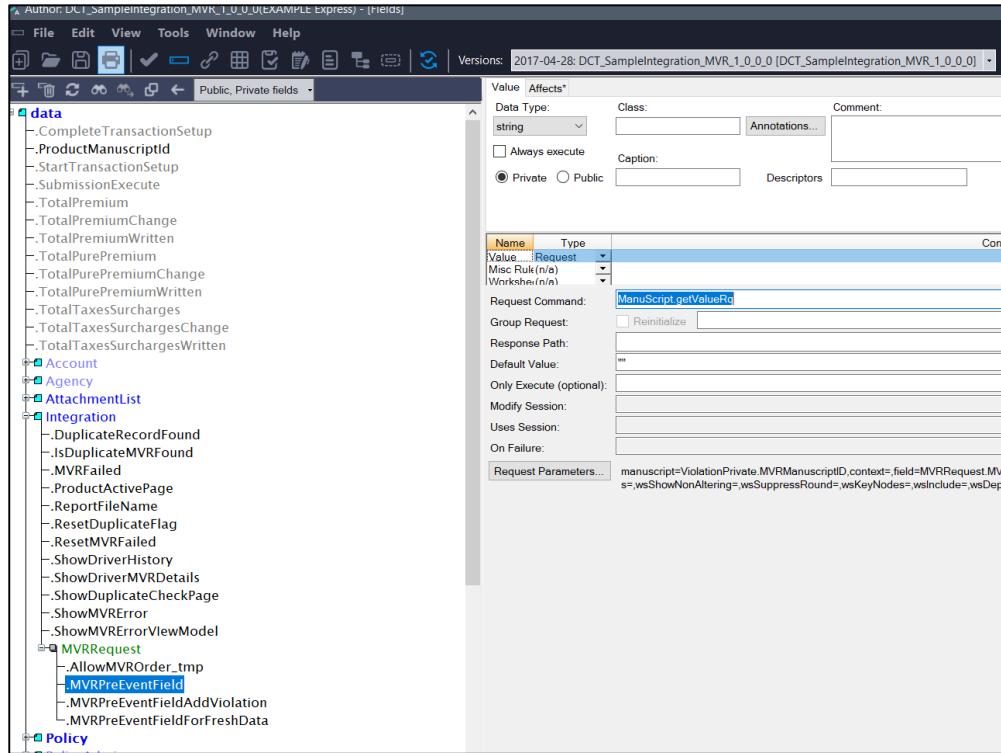 Author: DCT_SampleIntegration_MVR_1_0_0_0(EXAMPLE Express) - [Fields]
File Edit View Tools Window Help
Versions: 2017-04-28: DCT_SampleIntegration_MVR_1_0_0_0 [DCT_SampleIntegration_MVR_1_0_0_0]
Public, Private fields
data
.CompleteTransactionSetup
.ProductManuscriptId
.StartTransactionSetup
.SubmissionExecute
.TotalPremium
.TotalPremiumChange
.TotalPremiumWritten
.TotalPurePremium
.TotalPurePremiumChange
.TotalPurePremiumWritten
.TotalTaxesSurcharges
.TotalTaxesSurchargesChange
.TotalTaxesSurchargesWritten
Account
Agency
AttachmentList
Integration
.DuplicateRecordFound
.IsDuplicateMVRFound
.MVRFailed
.ProductActivePage
.ReportFileName
.ResetDuplicateFlag
.ResetMVRFailed
.ShowDriverHistory
.ShowDriverMVRDetails
.ShowDuplicateCheckPage
.ShowMVRError
.ShowMVRErrorVIewModel
MVRRequest
.AllowMVROrder_tmp
.MVRPreEventField
.MVRPreEventFieldAddViolation
.MVRPreEventFieldForFreshData
Policy
Value Affects*
Data Type: Class: Comment:
string Annotations...
Always execute
Caption:
Private Public Descriptors
Name Type Con
Value Request
Misc Rul (n/a)
Workshe (n/a)
Request Command: ManuScript.getValueRq
Group Request: Reinitialize
Response Path:
Default Value: ""
Only Execute (optional):
Modify Session:
Uses Session:
On Failure:
Request Parameters... manuscript=ViolationPrivate.MVRManuscriptID,context=,field=MVRRequest.MV
s=,wsShowNonAltering=,wsSuppressRound=,wsKeyNodes=,wsInclude=,wsDep